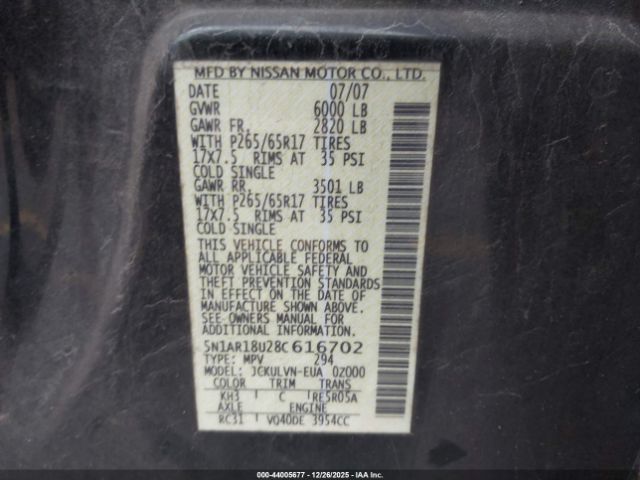 MFD BY NISSAN MOTOR CO., LTD.
DATE 07/07
GVWR 6000 LB
GAWR FR. 2820 LB
WITH P265/65R17 TIRES
17X7.5 RIMS AT 35 PSI
COLD SINGLE
GAWR RR. 3501 LB
WITH P265/65R17 TIRES
17X7.5 RIMS AT 35 PSI
COLD SINGLE
THIS VEHICLE CONFORMS TO
ALL APPLICABLE FEDERAL
MOTOR VEHICLE SAFETY AND
THEFT PREVENTION STANDARDS
IN EFFECT ON THE DATE OF
MANUFACTURE SHOWN ABOVE.
SEE OWNERS MANUAL FOR
ADDITIONAL INFORMATION
5N1AR18U28C616702
TYPE: MPV 294
MODEL: JCKULVN-EUA 0Z000
COLOR TRIM TRANS
KH3 C RE5R05A
AXLE ENGINE
RC31 VQ40DE 3954CC
000-44005677 - 12/26/2025 - IAA Inc.